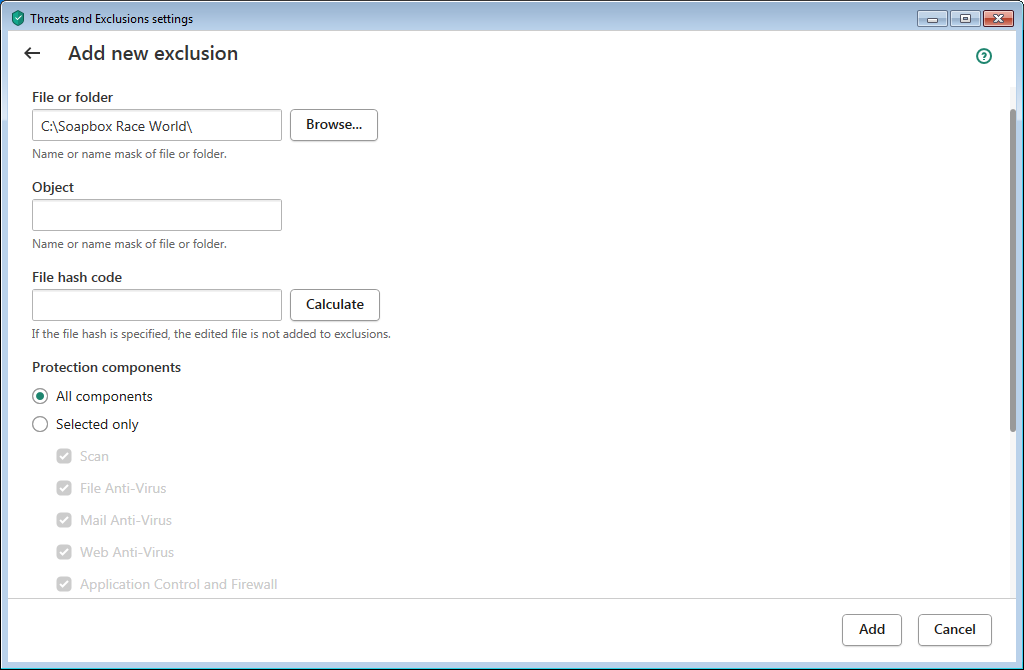 Threats and Exclusions settings
Add new exclusion
File or folder
C:\Soapbox Race World\
Browse...
Name or name mask of file or folder.
Object
Name or name mask of file or folder.
File hash code
Calculate
If the file hash is specified, the edited file is not added to exclusions.
Protection components
All components
Selected only
Scan
File Anti-Virus
Mail Anti-Virus
Web Anti-Virus
Application Control and Firewall
Add
Cancel